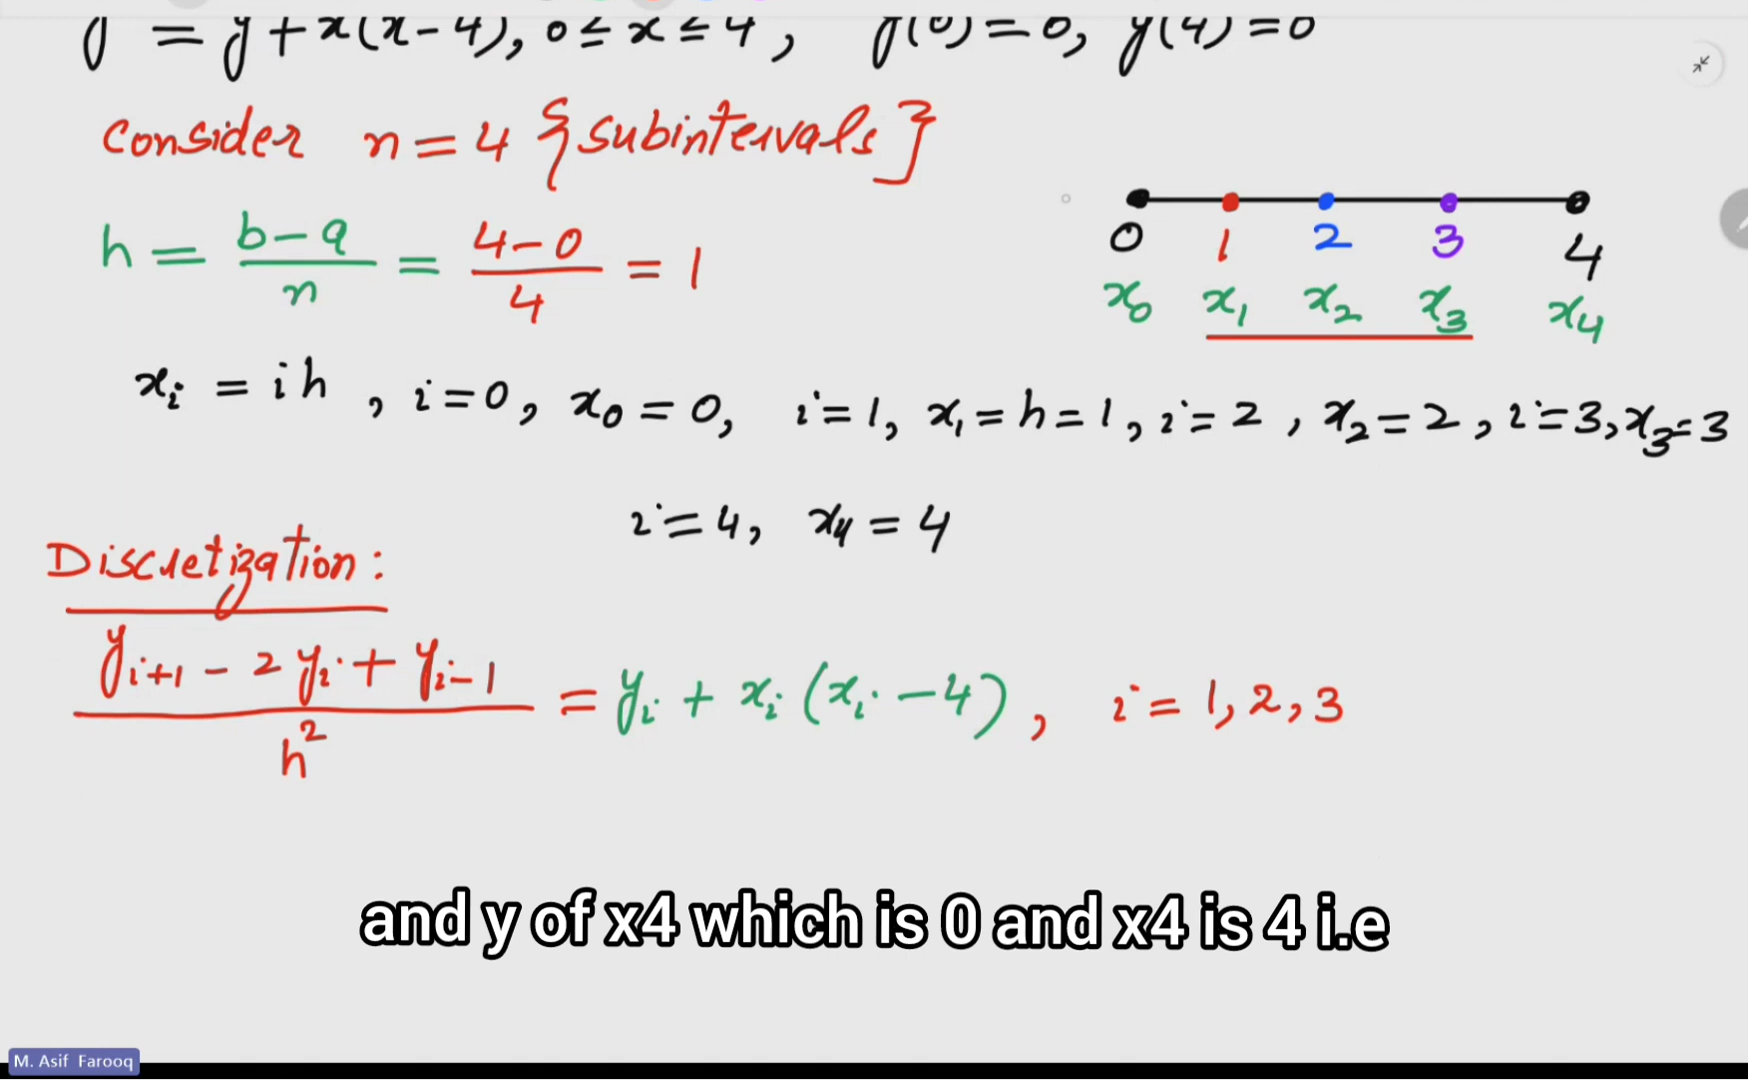 y = y + x(x-4), 0 ≤ x ≤ 4, y(0) = 0, y(4) = 0
Consider n = 4 {subintervals}
h = b-a/n = 4-0/4 = 1
0 1 2 3 4
x₀ x₁ x₂ x₃ x₄
xᵢ = ih, i=0, x₀ = 0, i=1, x₁ = h = 1, i=2, x₂ = 2, i=3, x₃=3
i=4, x₄ = 4
Discretization:
yᵢ₊₁ - 2yᵢ + yᵢ₋₁/h² = yᵢ + xᵢ(xᵢ-4), i = 1, 2, 3
and y of x4 which is 0 and x4 is 4 i.e
M. Asif Farooq